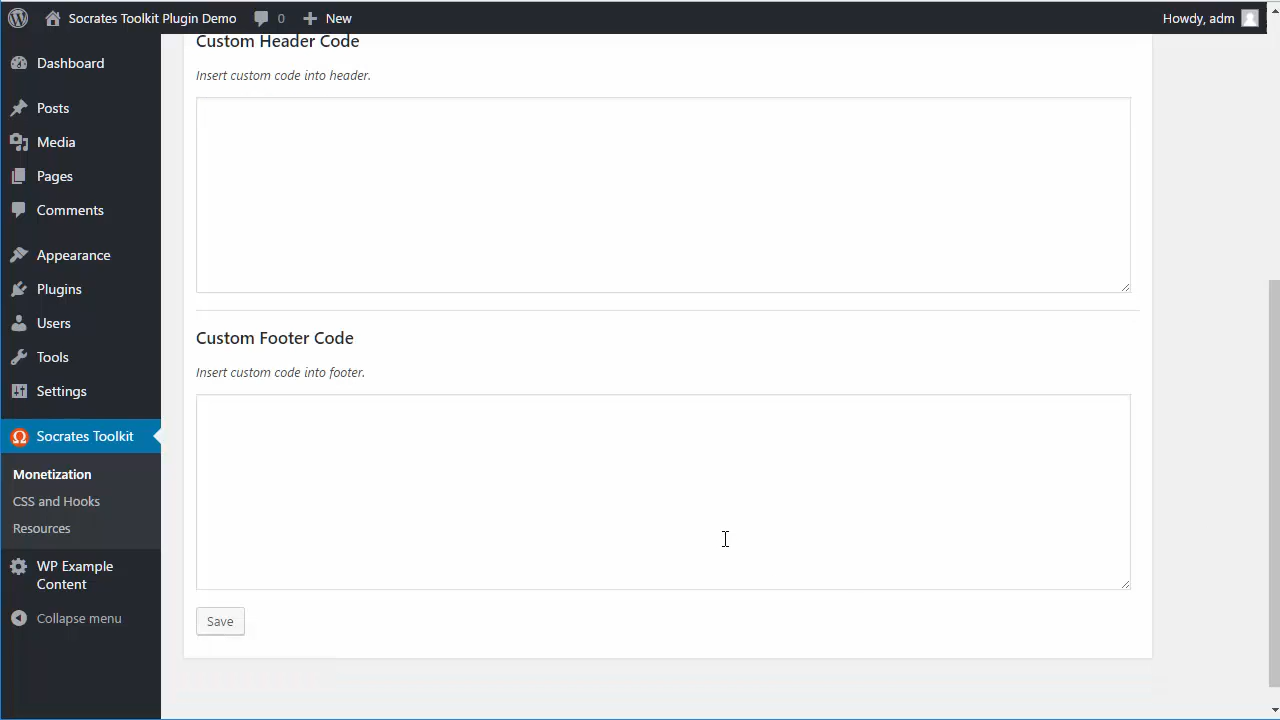 Socrates Toolkit Plugin Demo 0 New Howdy, adm
Dashboard
Posts
Media
Pages
Comments
Appearance
Plugins
Users
Tools
Settings
Socrates Toolkit
Monetization
CSS and Hooks
Resources
WP Example
Content
Collapse menu
Custom Header Code
Insert custom code into header.
Custom Footer Code
Insert custom code into footer.
Save